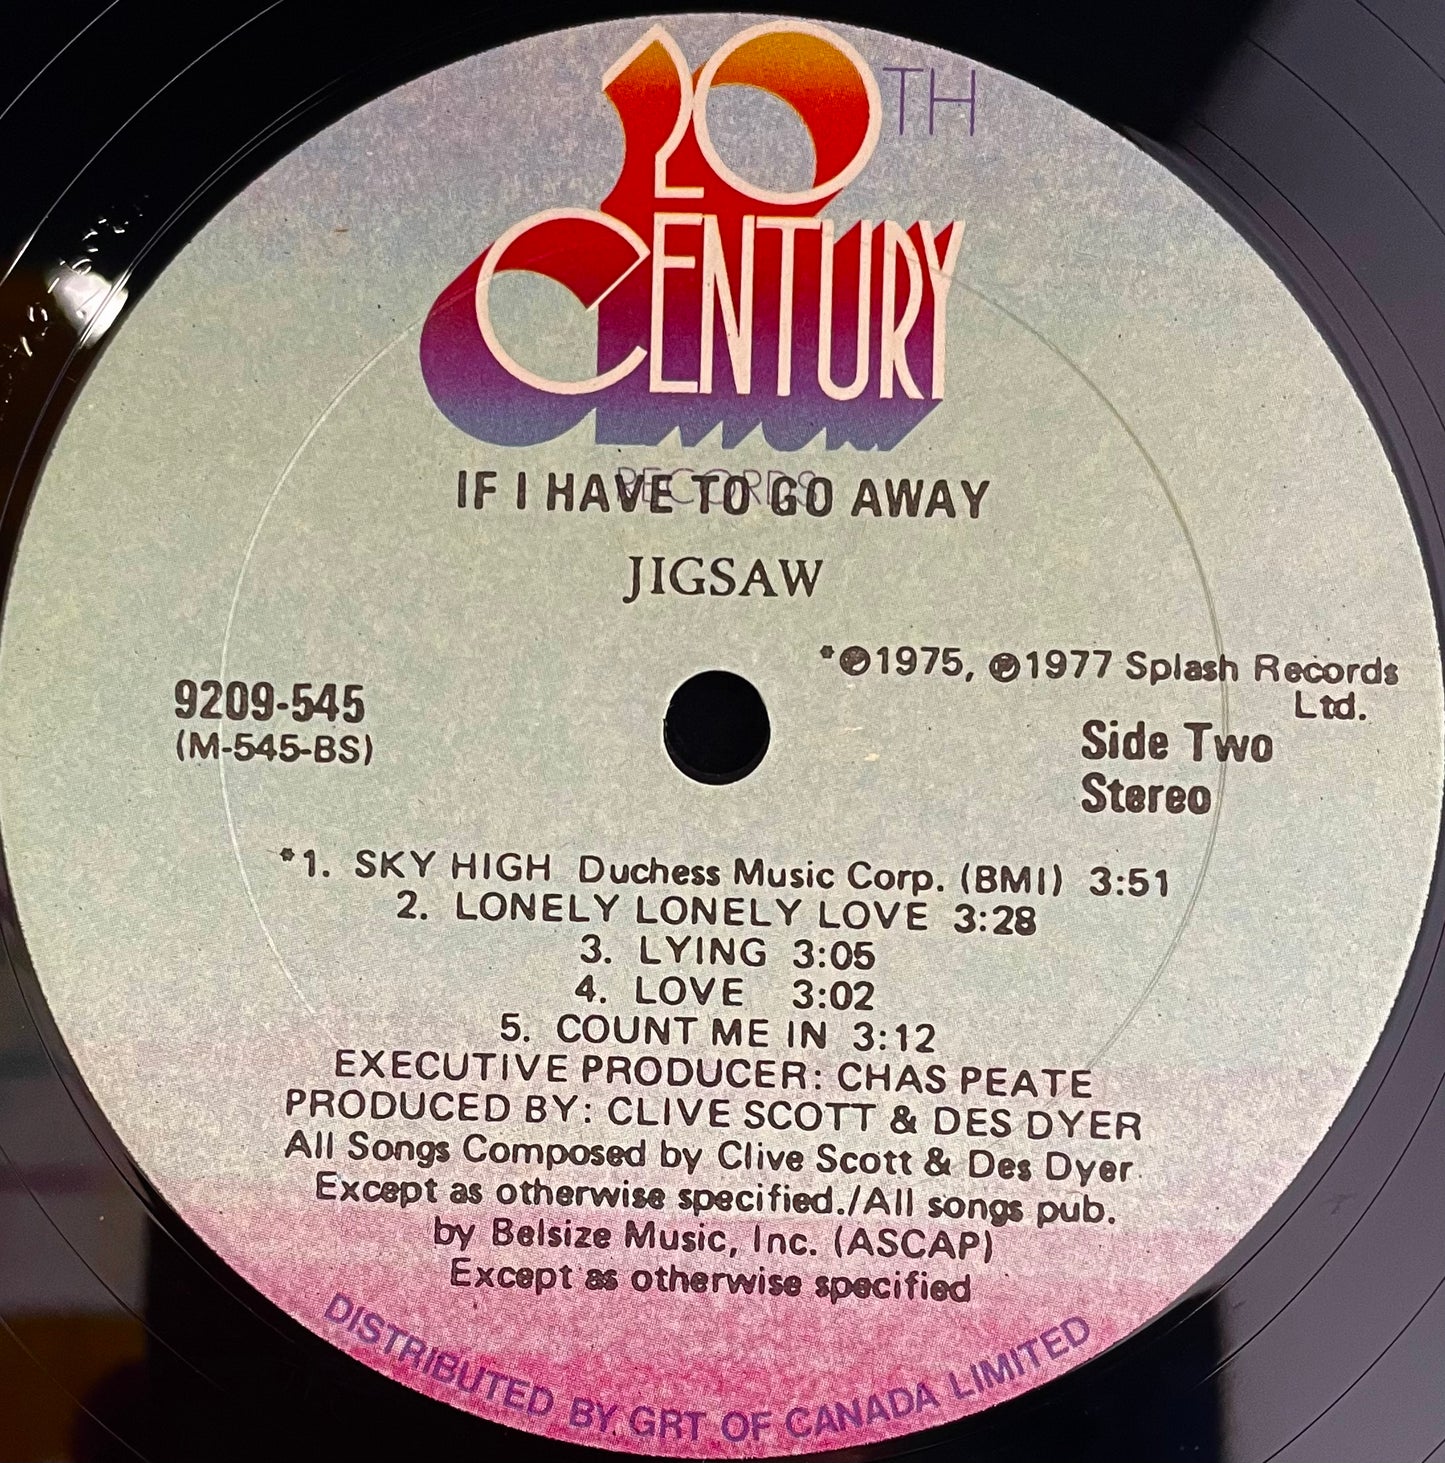 20TH
CENTURY
RECORDS
IF I HAVE TO GO AWAY
JIGSAW
*℗1975, ℗1977 Splash Records
Ltd.
9209-545
(M-545-BS)
Side Two
Stereo
*1. SKY HIGH Duchess Music Corp. (BMI) 3:51
2. LONELY LONELY LOVE 3:28
3. LYING 3:05
4. LOVE 3:02
5. COUNT ME IN 3:12
EXECUTIVE PRODUCER: CHAS PEATE
PRODUCED BY: CLIVE SCOTT & DES DYER
All Songs Composed by Clive Scott & Des Dyer
Except as otherwise specified./All songs pub.
by Belsize Music, Inc. (ASCAP)
Except as otherwise specified
DISTRIBUTED BY GRT OF CANADA LIMITED